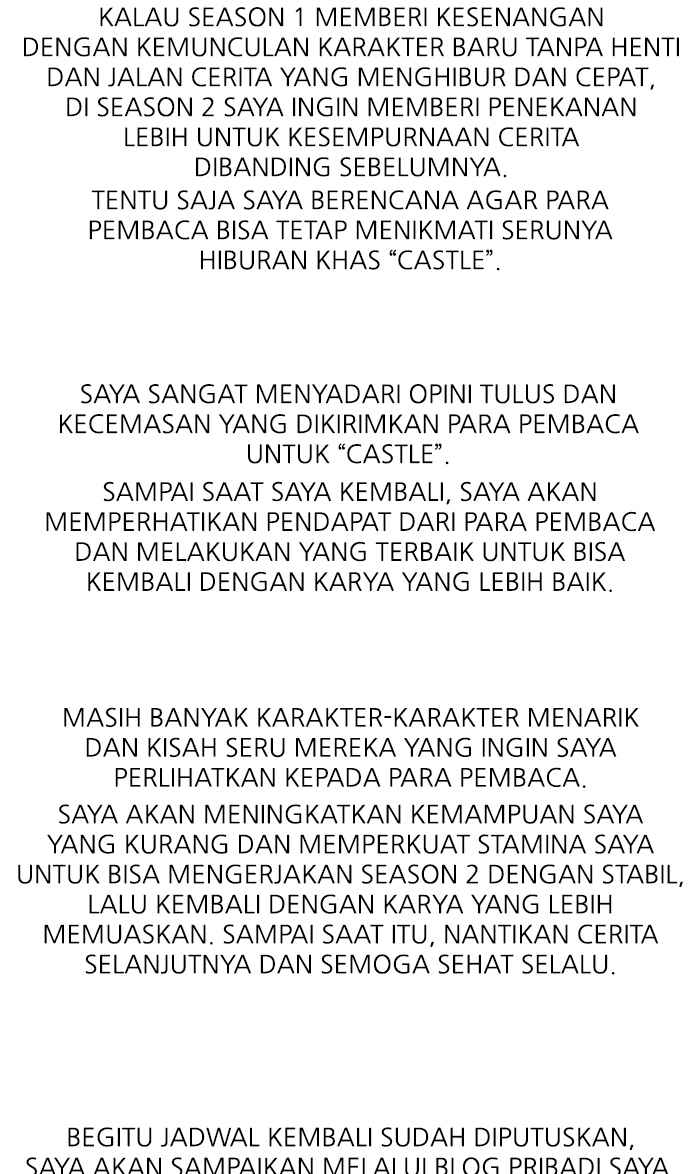 KALAU SEASON 1 MEMBERI KESENANGAN
DENGAN KEMUNCULAN KARAKTER BARU TANPA HENTI
DAN JALAN CERITA YANG MENGHIBUR DAN CEPAT,
DI SEASON 2 SAYA INGIN MEMBERI PENEKANAN
LEBIH UNTUK KESEMPURNAAN CERITA
DIBANDING SEBELUMNYA.
TENTU SAJA SAYA BERENCANA AGAR PARA
PEMBACA BISA TETAP MENIKMATI SERUNYA
HIBURAN KHAS “CASTLE”.
SAYA SANGAT MENYADARI OPINI TULUS DAN
KECEMASAN YANG DIKIRIMKAN PARA PEMBACA
UNTUK “CASTLE”.
SAMPAI SAAT SAYA KEMBALI, SAYA AKAN
MEMPERHATIKAN PENDAPAT DARI PARA PEMBACA
DAN MELAKUKAN YANG TERBAIK UNTUK BISA
KEMBALI DENGAN KARYA YANG LEBIH BAIK.
MASIH BANYAK KARAKTER-KARAKTER MENARIK
DAN KISAH SERU MEREKA YANG INGIN SAYA
PERLIHATKAN KEPADA PARA PEMBACA.
SAYA AKAN MENINGKATKAN KEMAMPUAN SAYA
YANG KURANG DAN MEMPERKUAT STAMINA SAYA
UNTUK BISA MENGERJAKAN SEASON 2 DENGAN STABIL,
LALU KEMBALI DENGAN KARYA YANG LEBIH
MEMUASKAN. SAMPAI SAAT ITU, NANTIKAN CERITA
SELANJUTNYA DAN SEMOGA SEHAT SELALU.
BEGITU JADWAL KEMBALI SUDAH DIPUTUSKAN,
SAYA AKAN SAMPAIKAN MELALUI BLOG PRIBADI SAYA